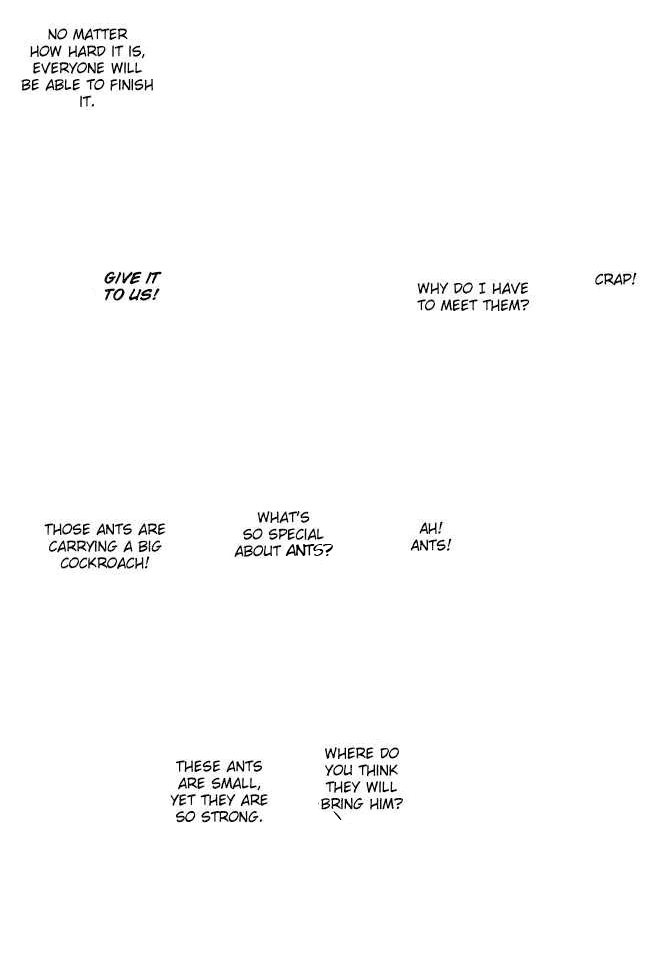 NO MATTER
HOW HARD IT IS,
EVERYONE WILL
BE ABLE TO FINISH
IT.
CRAP!
WHY DO I HAVE
TO MEET THEM?
GIVE IT
TO US!
AH!
ANTS!
WHAT'S
SO SPECIAL
ABOUT ANTS?
THOSE ANTS ARE
CARRYING A BIG
COCKROACH!
WHERE DO
YOU THINK
THEY WILL
BRING HIM?
THESE ANTS
ARE SMALL,
YET THEY ARE
SO STRONG.